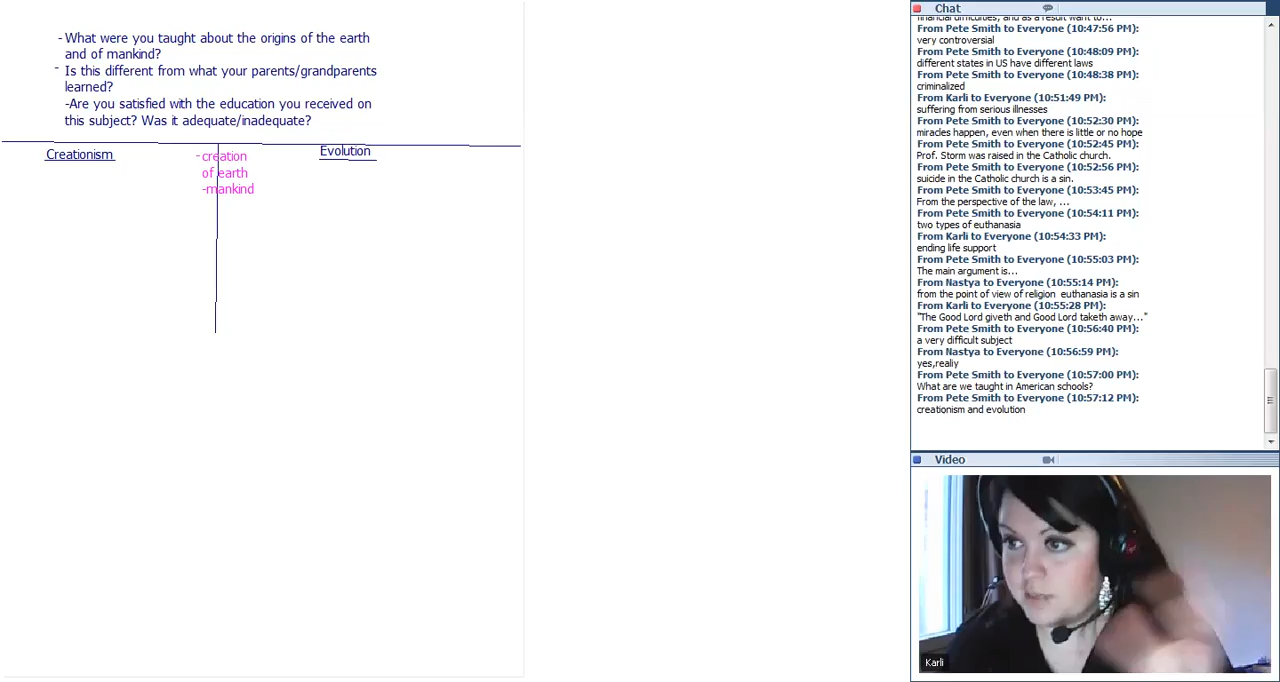 - What were you taught about the origins of the earth
and of mankind?
- Is this different from what your parents/grandparents
learned?
-Are you satisfied with the education you received on
this subject? Was it adequate/inadequate?
Creationism
-creation
of earth
-mankind
Evolution
Chat
financial difficulties, and as a result want to...
From Pete Smith to Everyone (10:47:56 PM):
very controversial
From Pete Smith to Everyone (10:48:09 PM):
different states in US have different laws
From Pete Smith to Everyone (10:48:38 PM):
criminalized
From Karli to Everyone (10:51:49 PM):
suffering from serious illnesses
From Pete Smith to Everyone (10:52:30 PM):
miracles happen, even when there is little or no hope
From Pete Smith to Everyone (10:52:45 PM):
Prof. Storm was raised in the Catholic church.
From Pete Smith to Everyone (10:52:56 PM):
suicide in the Catholic church is a sin.
From Pete Smith to Everyone (10:53:45 PM):
From the perspective of the law, ...
From Pete Smith to Everyone (10:54:11 PM):
two types of euthanasia
From Karli to Everyone (10:54:33 PM):
ending life support
From Pete Smith to Everyone (10:55:03 PM):
The main argument is...
From Nastya to Everyone (10:55:14 PM):
from the point of view of religion euthanasia is a sin
From Karli to Everyone (10:55:28 PM):
"The Good Lord giveth and Good Lord taketh away..."
From Pete Smith to Everyone (10:56:40 PM):
a very difficult subject
From Nastya to Everyone (10:56:59 PM):
yes,really
From Pete Smith to Everyone (10:57:00 PM):
What are we taught in American schools?
From Pete Smith to Everyone (10:57:12 PM):
creationism and evolution
Video
Karli